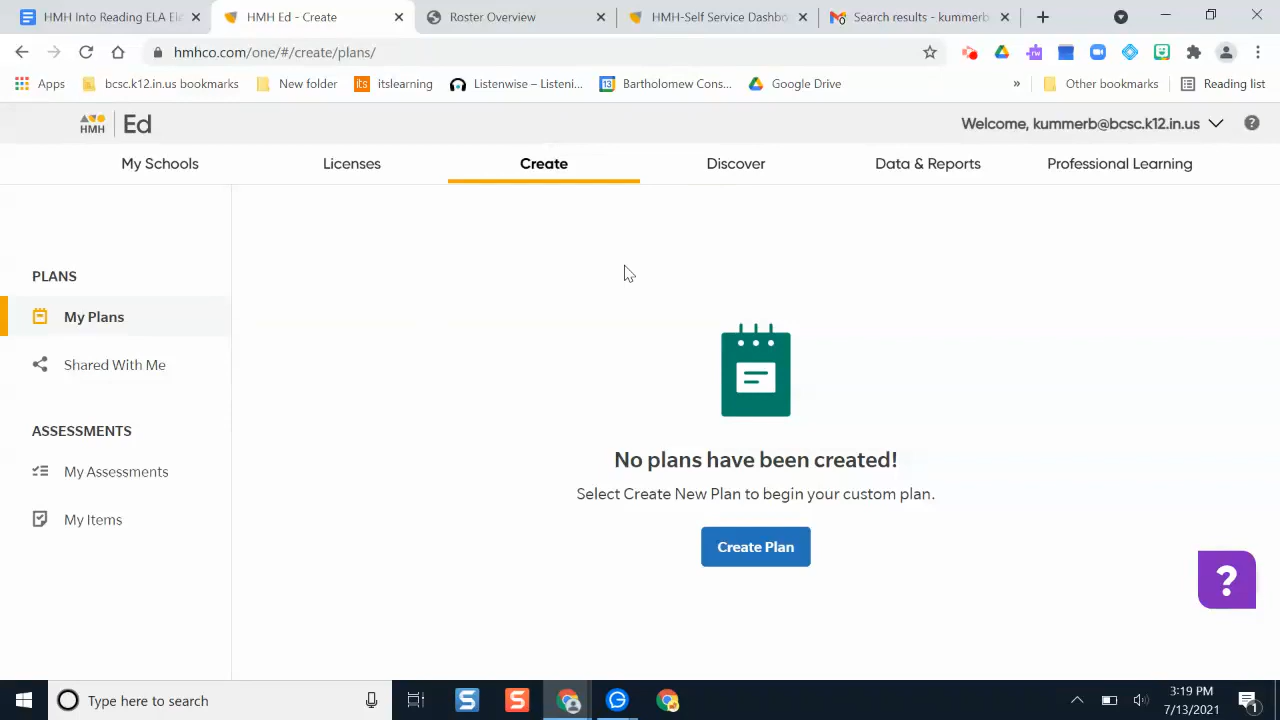 HMH Into Reading ELA Ele
HMH Ed - Create
Roster Overview
HMH-Self Service Dashbo
Search results - kummerb
hmhco.com/one/#/create/plans/
Apps
bcsc.k12.in.us bookmarks
New folder
its
itslearning
Listenwise – Listeni...
13
Bartholomew Cons...
Google Drive
»
Other bookmarks
Reading list
HMH
Ed
Welcome, kummerb@bcsc.k12.in.us
?
My Schools
Licenses
Create
Discover
Data & Reports
Professional Learning
PLANS
My Plans
Shared With Me
ASSESSMENTS
My Assessments
My Items
No plans have been created!
Select Create New Plan to begin your custom plan.
Create Plan
?
Type here to search
S
S
G
3:19 PM
7/13/2021
1